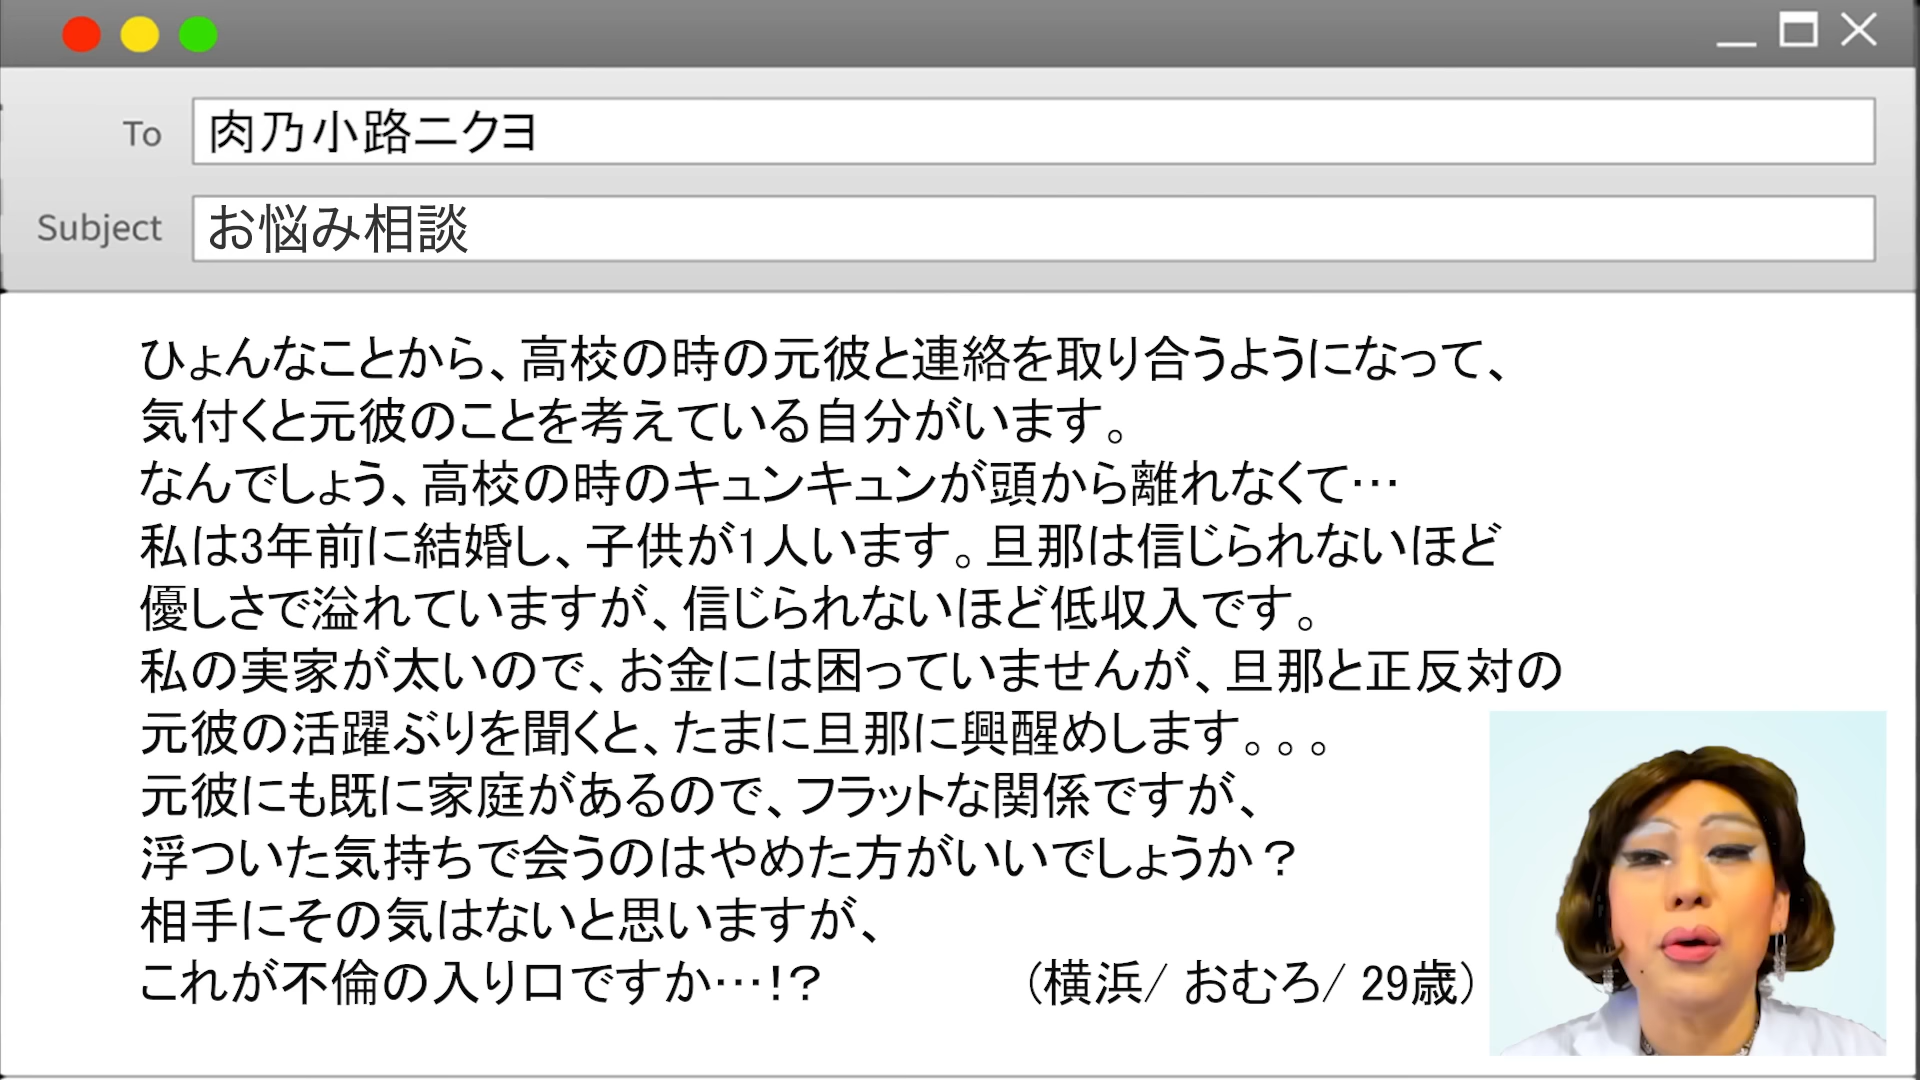 To 肉乃小路ニクヨ
Subject お悩み相談
ひょんなことから、高校の時の元彼と連絡を取り合うようになって、
気付くと元彼のことを考えている自分がいます。
なんでしょう、高校の時のキュンキュンが頭から離れなくて…
私は3年前に結婚し、子供が1人います。旦那は信じられないほど
優しさで溢れていますが、信じられないほど低収入です。
私の実家が太いので、お金には困っていませんが、旦那と正反対の
元彼の活躍ぶりを聞くと、たまに旦那に興醒めします。。。
元彼にも既に家庭があるので、フラットな関係ですが、
浮ついた気持ちで会うのはやめた方がいいでしょうか？
相手にその気はないと思いますが、
これが不倫の入り口ですか…!？
（横浜/ おむろ/ 29歳）